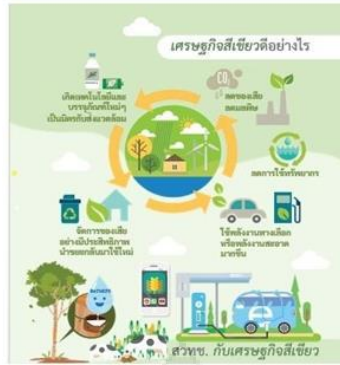 เศรษฐกิจสีเขียวดีอย่างไร
เกิดเทคโนโลยีและ
บรรจุภัณฑ์ใหม่ๆ
เป็นมิตรกับสิ่งแวดล้อม
CO₂
ลดของเสีย
ลดมลพิษ
ลดการใช้ทรัพยากร
จัดการของเสีย
อย่างมีประสิทธิภาพ
นำขยะกลับมาใช้ใหม่
ใช้พลังงานทางเลือก
หรือพลังงานสะอาด
มากขึ้น
สวทช. กับเศรษฐกิจสีเขียว